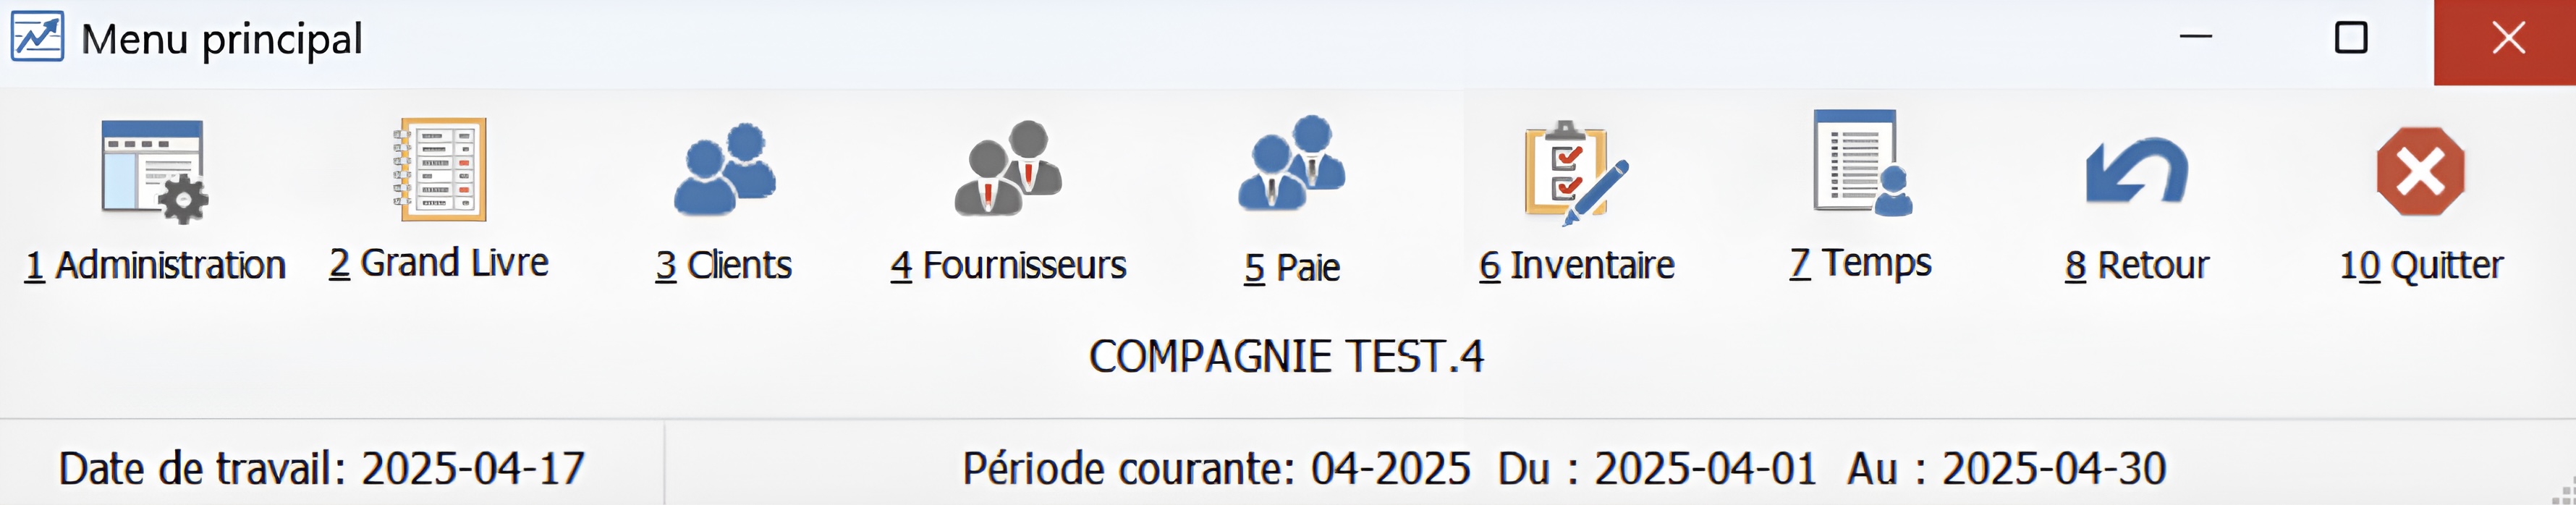 Menu principal
1 Administration 2 Grand Livre 3 Clients 4 Fournisseurs 5 Paie 6 Inventaire 7 Temps 8 Retour 10 Quitter
COMPAGNIE TEST.4
Date de travail: 2025-04-17 Période courante: 04-2025 Du : 2025-04-01 Au : 2025-04-30